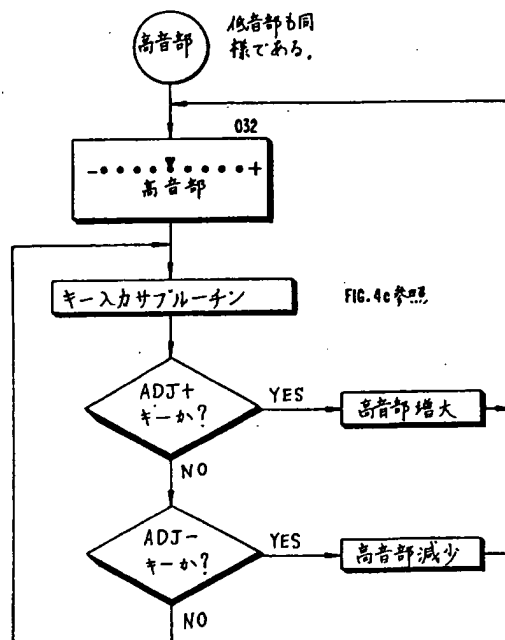 高音部
低音部も同
様である.
032
-•••••••••+
高音部
キー入力サブルーチン
FIG.4c参照
ADJ+
キーか?
YES
高音部増大
NO
ADJ-
キーか?
YES
高音部減少
NO